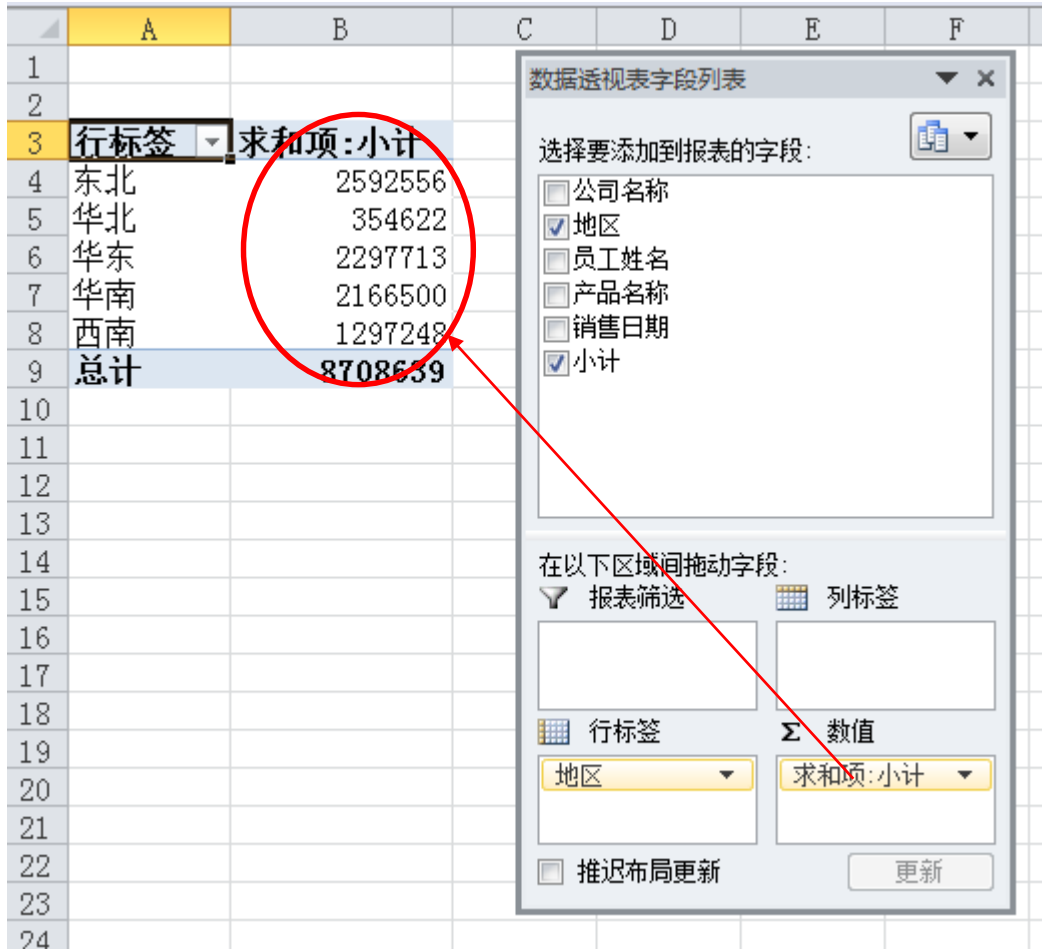 A B C D E F
1
2
3 行标签 求和项:小计
4 东北 2592556
5 华北 354622
6 华东 2297713
7 华南 2166500
8 西南 1297248
9 总计 8708639
10
11
12
13
14
15
16
17
18
19
20
21
22
23
24
数据透视表字段列表
选择要添加到报表的字段:
公司名称
地区
员工姓名
产品名称
销售日期
小计
在以下区域间拖动字段:
报表筛选 列标签
行标签 Σ 数值
地区 求和项:小计
推迟布局更新 更新